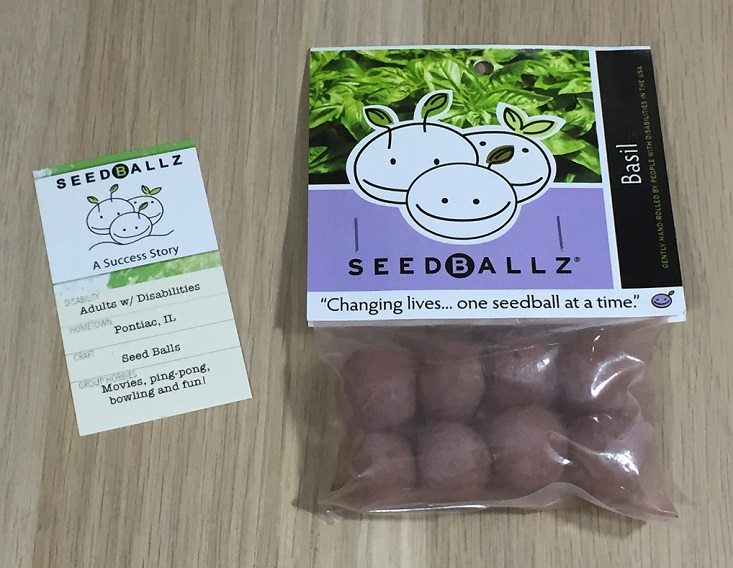 SEEDBALLZ
A Success Story
DISABILITY
Adults w/ Disabilities
HOMETOWN
Pontiac, IL
CRAFT
Seed Balls
GROUP HOBBIES
Movies, ping-pong,
bowling and fun!
SEEDBALLZ®
"Changing lives... one seedball at a time."
Basil
GENTLY HAND-ROLLED BY PEOPLE WITH DISABILITIES IN THE USA